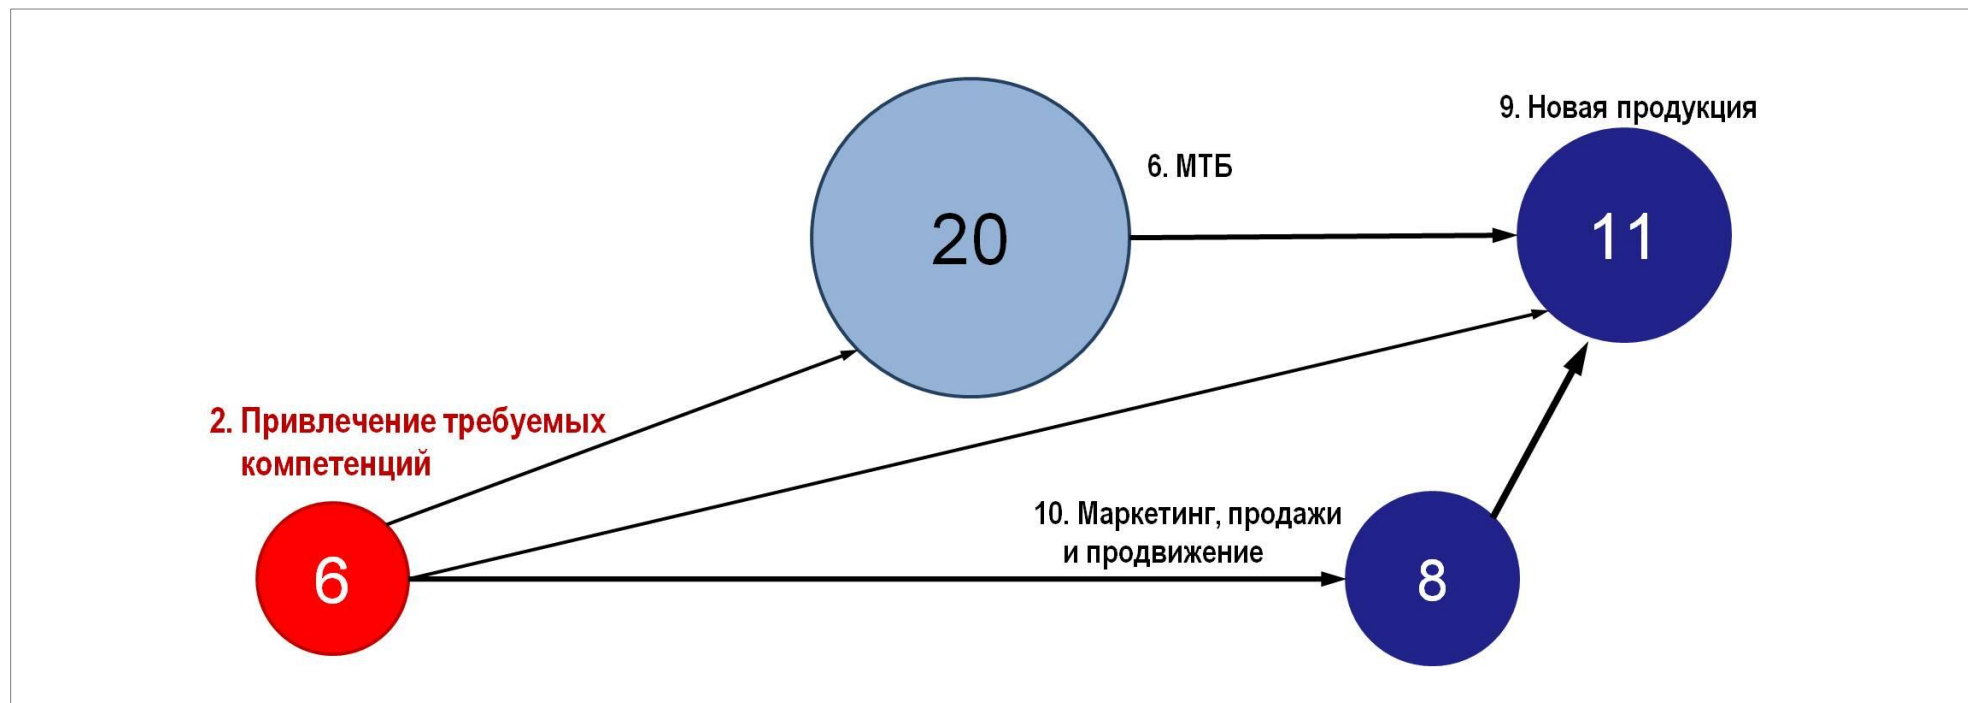 9. Новая продукция
6. МТБ
20
11
2. Привлечение требуемых
компетенций
10. Маркетинг, продажи
и продвижение
6
8